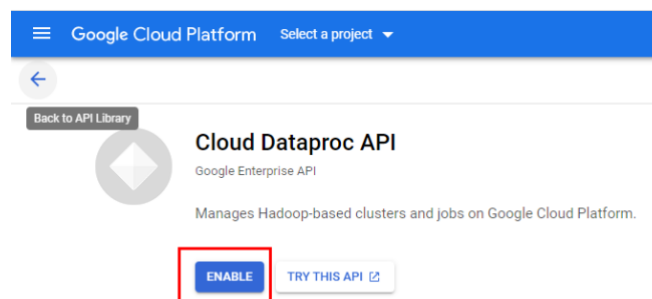 Google Cloud Platform Select a project
Back to API Library
Cloud Dataproc API
Google Enterprise API
Manages Hadoop-based clusters and jobs on Google Cloud Platform.
ENABLE TRY THIS API